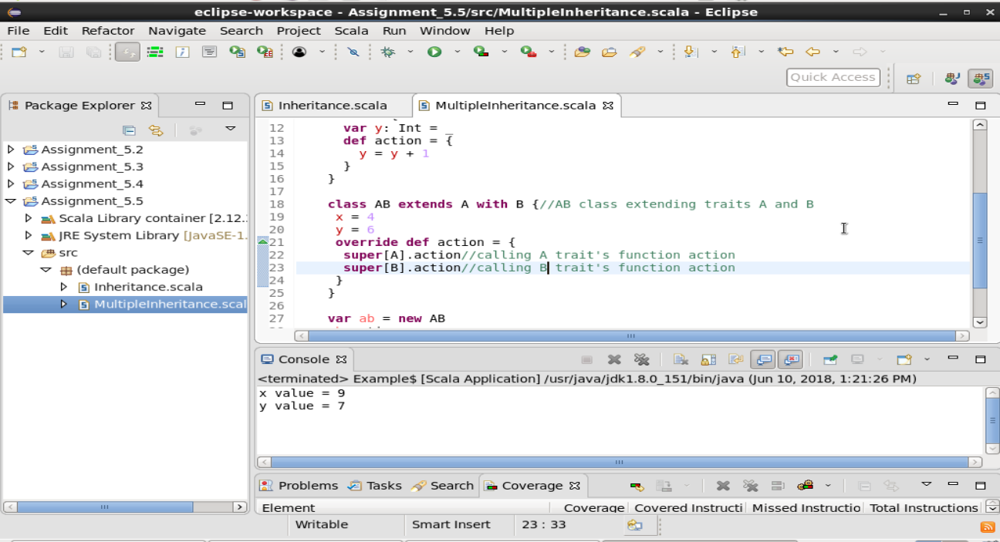 eclipse-workspace - Assignment_5.5/src/MultipleInheritance.scala - Eclipse
File Edit Refactor Navigate Search Project Scala Run Window Help
Quick Access
Package Explorer
Assignment_5.2
Assignment_5.3
Assignment_5.4
Assignment_5.5
Scala Library container [2.12.
JRE System Library [JavaSE-1.
src
(default package)
Inheritance.scala
MultipleInheritance.scal
Inheritance.scala MultipleInheritance.scala
12 var y: Int = _
13 def action = {
14 y = y + 1
15 }
16 }
17
18 class AB extends A with B {//AB class extending traits A and B
19 x = 4
20 y = 6
21 override def action = {
22 super[A].action//calling A trait's function action
23 super[B].action//calling B trait's function action
24 }
25 }
26
27 var ab = new AB
Console
<terminated> Example$ [Scala Application] /usr/java/jdk1.8.0_151/bin/java (Jun 10, 2018, 1:21:26 PM)
x value = 9
y value = 7
Problems Tasks Search Coverage
Element Coverage Covered Instructi Missed Instructio Total Instructions
Writable Smart Insert 23 : 33